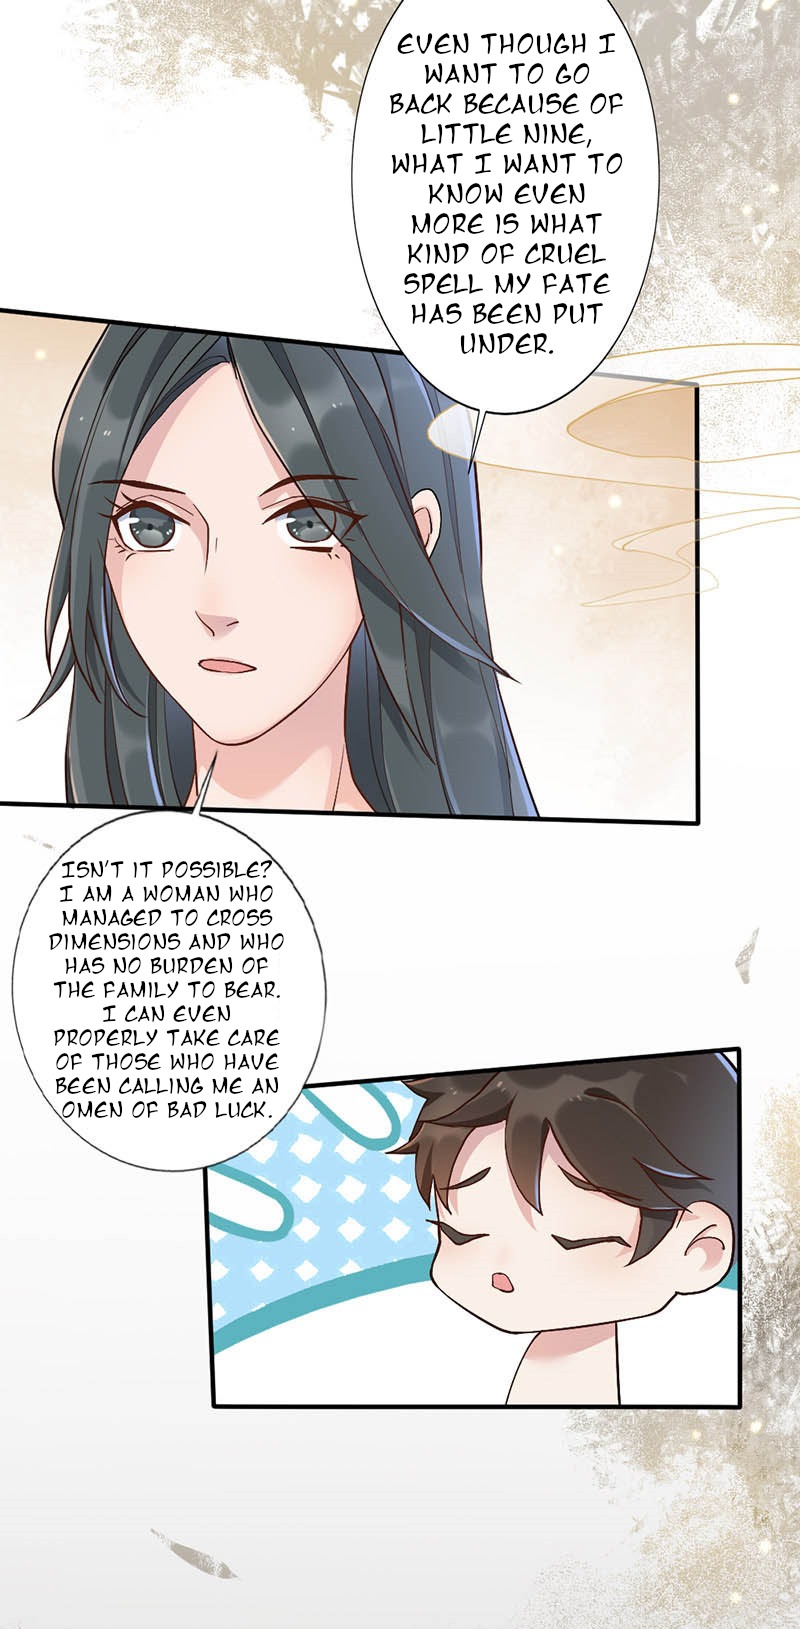 EVEN THOUGH I
WANT TO GO
BACK BECAUSE OF
LITTLE NINE,
WHAT I WANT TO
KNOW EVEN
MORE IS WHAT
KIND OF CRUEL
SPELL MY FATE
HAS BEEN PUT
UNDER.
ISN'T IT POSSIBLE?
I AM A WOMAN WHO
MANAGED TO CROSS
DIMENSIONS AND WHO
HAS NO BURDEN OF
THE FAMILY TO BEAR.
I CAN EVEN
PROPERLY TAKE CARE
OF THOSE WHO HAVE
BEEN CALLING ME AN
OMEN OF BAD LUCK.